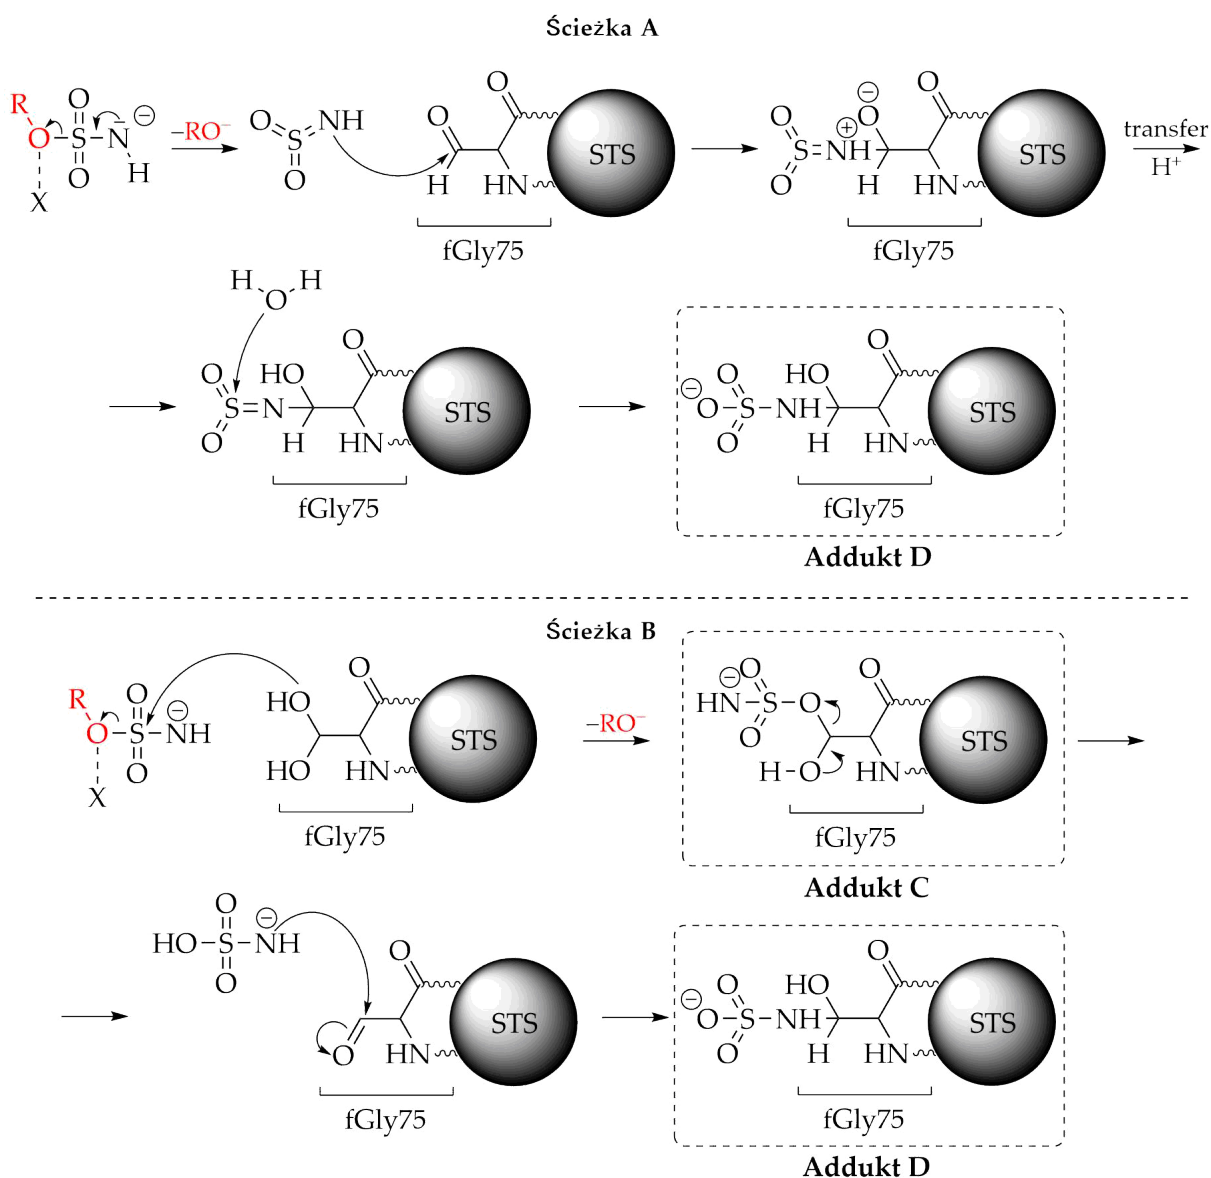 Ścieżka A
R
O
S
O
O
N
H
⊖
X
–RO⁻
O
S
O
NH
O
H
O
HN
STS
fGly75
O
S
O
NH
⊕
⊖
O
H
O
HN
STS
fGly75
transfer
H⁺
H
O
H
O
S
O
N
HO
H
O
HN
STS
fGly75
⊖
O
S
O
O
NH
HO
H
O
HN
STS
fGly75
Addukt D
Ścieżka B
R
O
S
O
O
⊖
NH
X
HO
HO
O
HN
STS
fGly75
–RO⁻
⊖
HN
S
O
O
O
H–O
O
HN
STS
fGly75
Addukt C
HO
S
O
O
⊖
NH
O
O
HN
STS
fGly75
⊖
O
S
O
O
NH
HO
H
O
HN
STS
fGly75
Addukt D